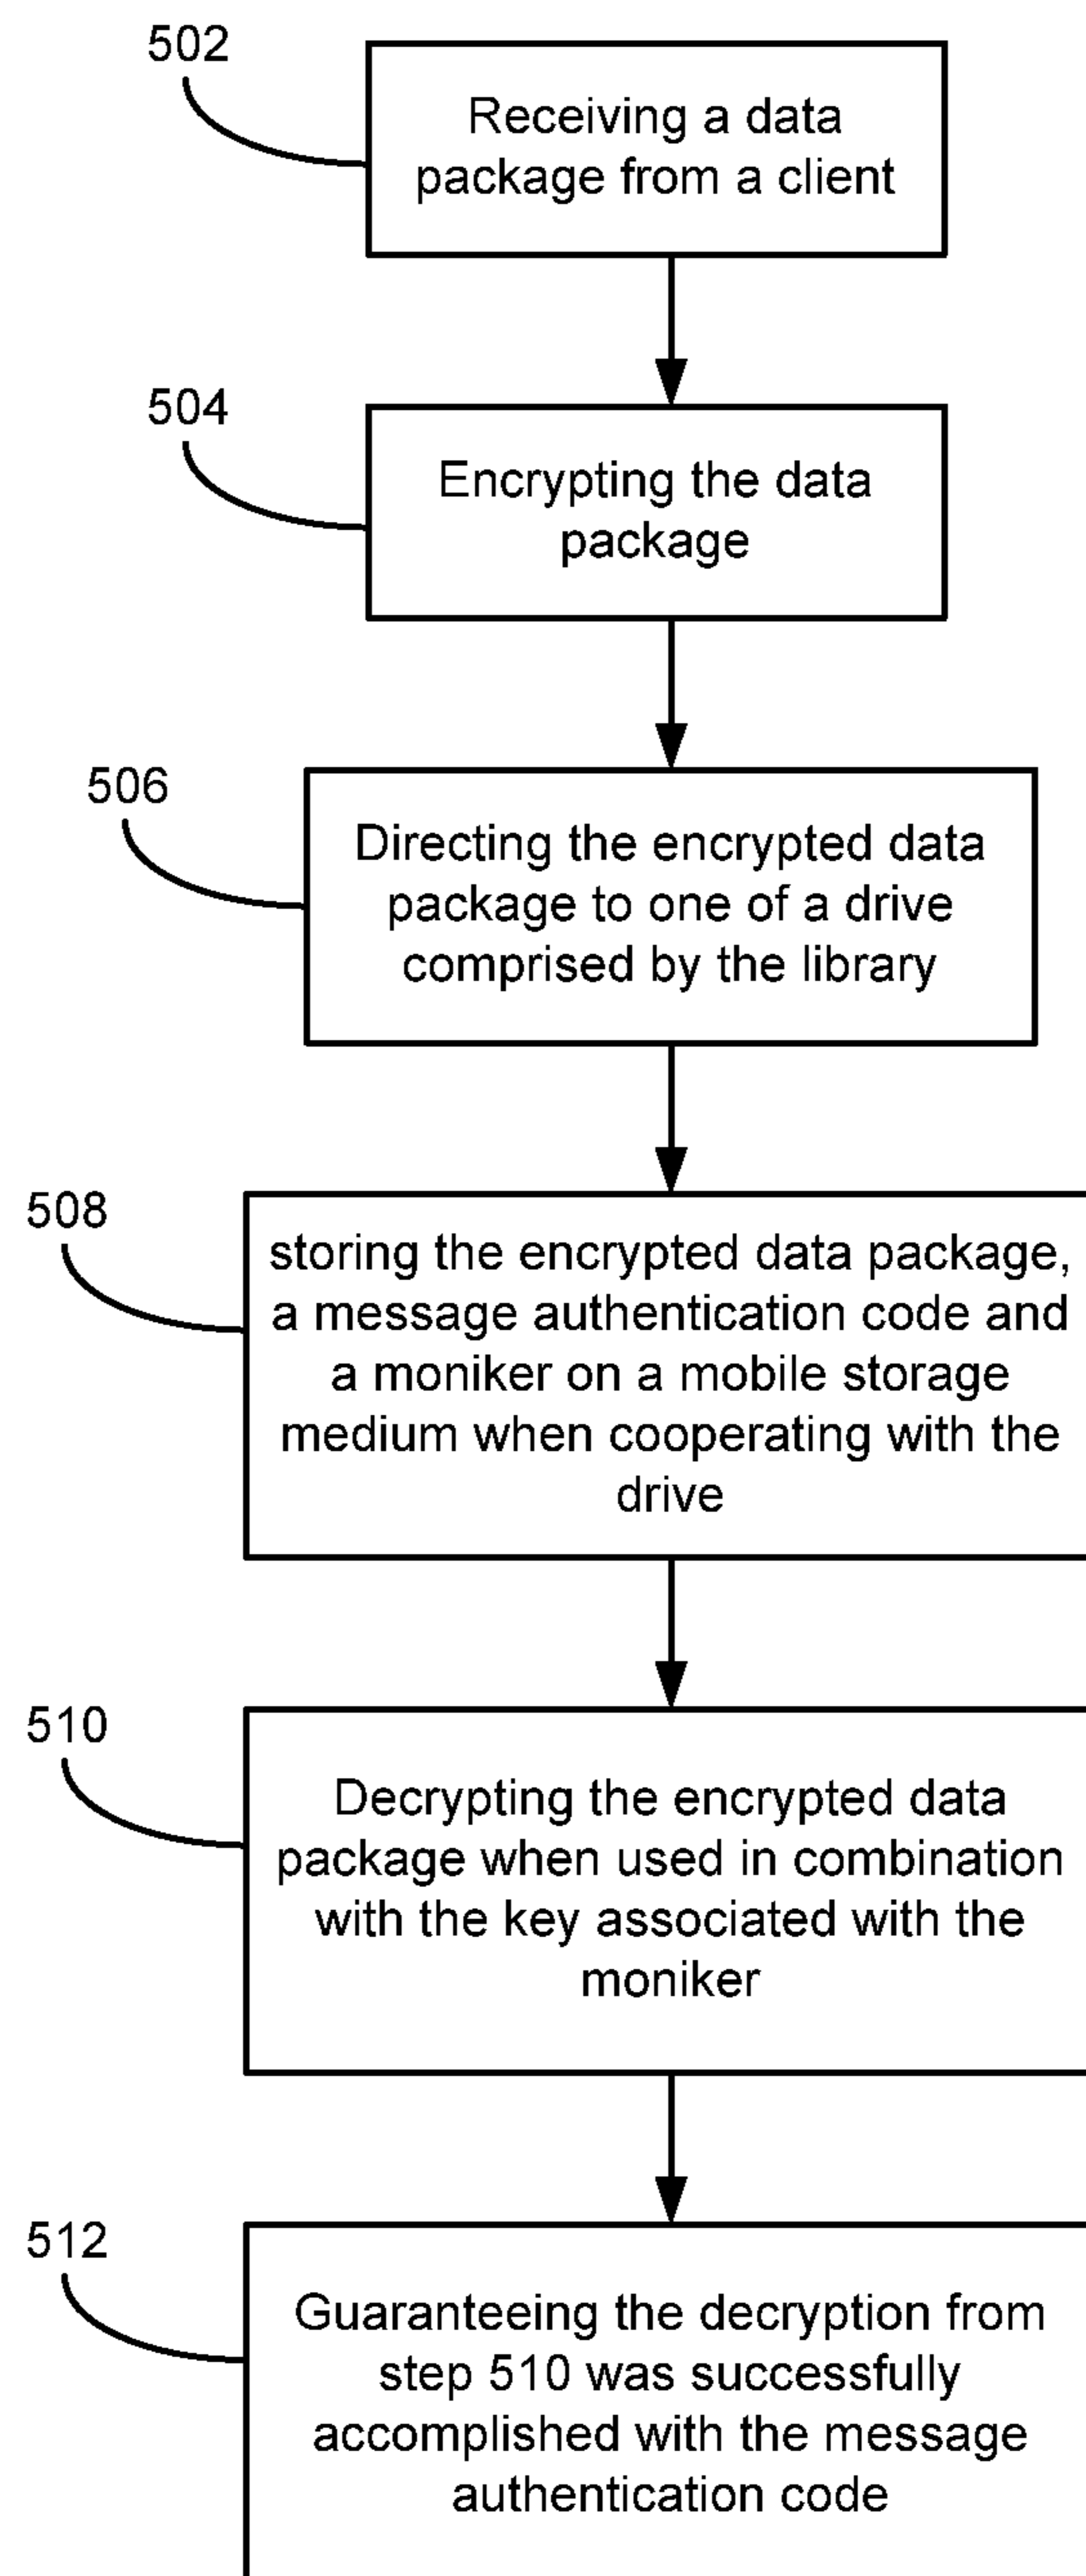 502
Receiving a data
package from a client
504
Encrypting the data
package
506
Directing the encrypted data
package to one of a drive
comprised by the library
508
storing the encrypted data package,
a message authentication code and
a moniker on a mobile storage
medium when cooperating with the
drive
510
Decrypting the encrypted data
package when used in combination
with the key associated with the
moniker
512
Guaranteeing the decryption from
step 510 was successfully
accomplished with the message
authentication code